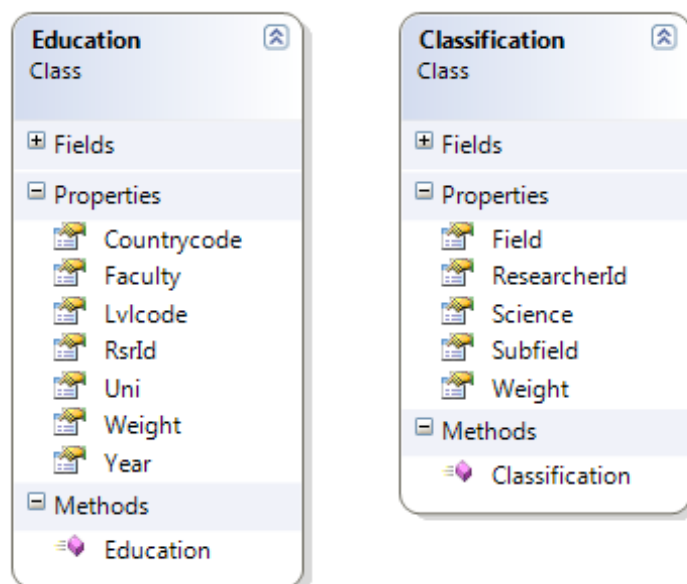 Education
Class
Fields
Properties
Countrycode
Faculty
Lvlcode
RsrId
Uni
Weight
Year
Methods
Education
Classification
Class
Fields
Properties
Field
ResearcherId
Science
Subfield
Weight
Methods
Classification